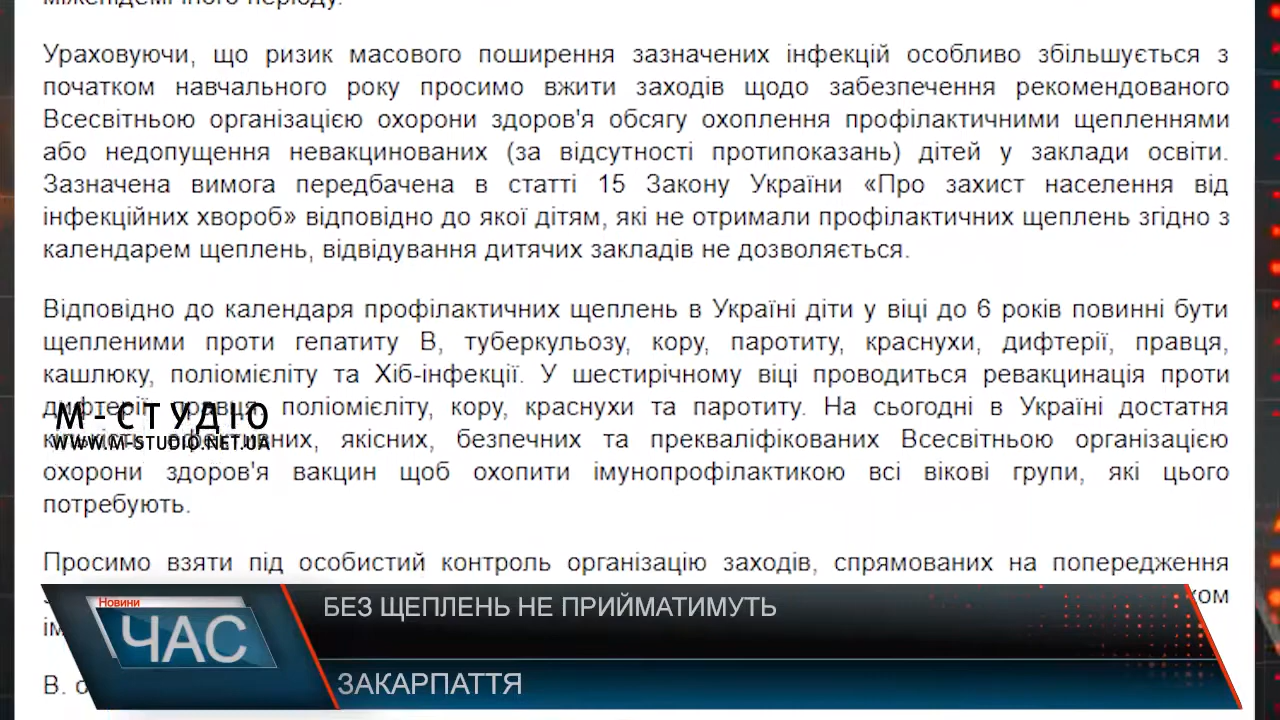 міжепідемічного періоду.
Ураховуючи, що ризик масового поширення зазначених інфекцій особливо збільшується з
початком навчального року просимо вжити заходів щодо забезпечення рекомендованого
Всесвітньою організацією охорони здоров'я обсягу охоплення профілактичними щепленнями
або недопущення невакцинованих (за відсутності протипоказань) дітей у заклади освіти.
Зазначена вимога передбачена в статті 15 Закону України «Про захист населення від
інфекційних хвороб» відповідно до якої дітям, які не отримали профілактичних щеплень згідно з
календарем щеплень, відвідування дитячих закладів не дозволяється.
Відповідно до календаря профілактичних щеплень в Україні діти у віці до 6 років повинні бути
щепленими проти гепатиту В, туберкульозу, кору, паротиту, краснухи, дифтерії, правця,
кашлюку, поліомієліту та Хіб-інфекції. У шестирічному віці проводиться ревакцинація проти
дифтерії, правця, поліомієліту, кору, краснухи та паротиту. На сьогодні в Україні достатня
М-СТУДІО
кількість ефективних, якісних, безпечних та прекваліфікованих Всесвітньою організацією
WWW.M-STUDIO.NET.UA
охорони здоров'я вакцин щоб охопити імунопрофілактикою всі вікові групи, які цього
потребують.
Просимо взяти під особистий контроль організацію заходів, спрямованих на попередження
Новини
ЧАС
БЕЗ ЩЕПЛЕНЬ НЕ ПРИЙМАТИМУТЬ
ЗАКАРПАТТЯ
В.